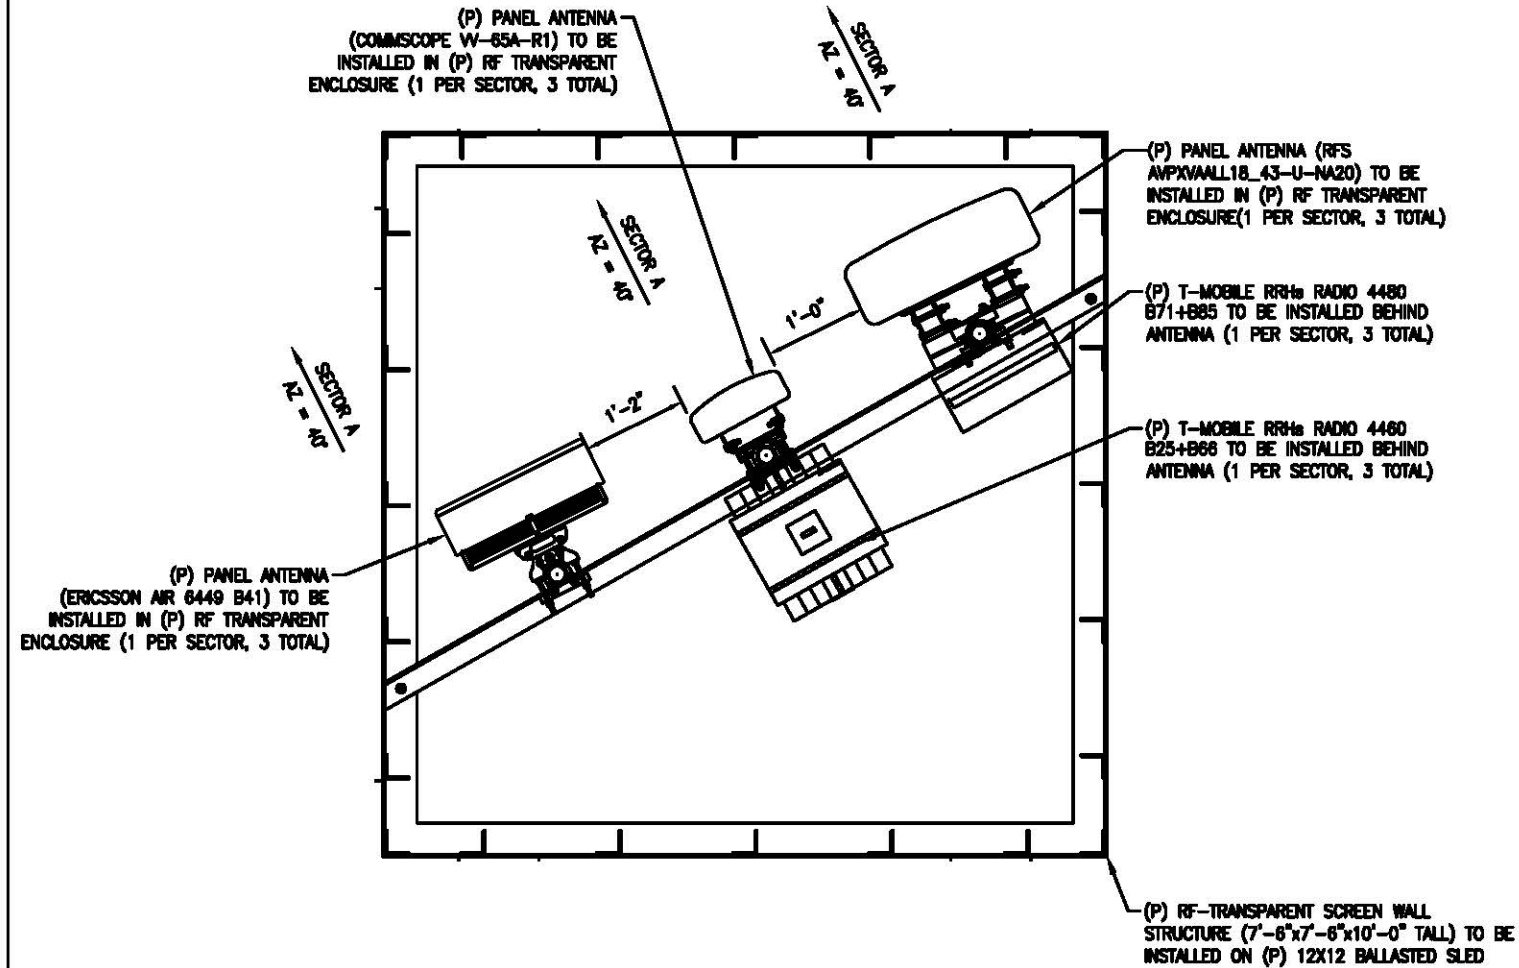 (P) PANEL ANTENNA
(COMMSCOPE VV-65A-R1) TO BE
INSTALLED IN (P) RF TRANSPARENT
ENCLOSURE (1 PER SECTOR, 3 TOTAL)
SECTOR A
AZ = 40°
(P) PANEL ANTENNA (RFS
AVPXVAALL18_43-U-NA20) TO BE
INSTALLED IN (P) RF TRANSPARENT
ENCLOSURE(1 PER SECTOR, 3 TOTAL)
SECTOR A
AZ = 40°
(P) T-MOBILE RRHs RADIO 4480
B71+B85 TO BE INSTALLED BEHIND
ANTENNA (1 PER SECTOR, 3 TOTAL)
1'-0"
SECTOR A
AZ = 40°
1'-2"
(P) T-MOBILE RRHs RADIO 4460
B25+B66 TO BE INSTALLED BEHIND
ANTENNA (1 PER SECTOR, 3 TOTAL)
(P) PANEL ANTENNA
(ERICSSON AIR 6449 B41) TO BE
INSTALLED IN (P) RF TRANSPARENT
ENCLOSURE (1 PER SECTOR, 3 TOTAL)
(P) RF-TRANSPARENT SCREEN WALL
STRUCTURE (7'-6"x7'-6"x10'-0" TALL) TO BE
INSTALLED ON (P) 12X12 BALLASTED SLED